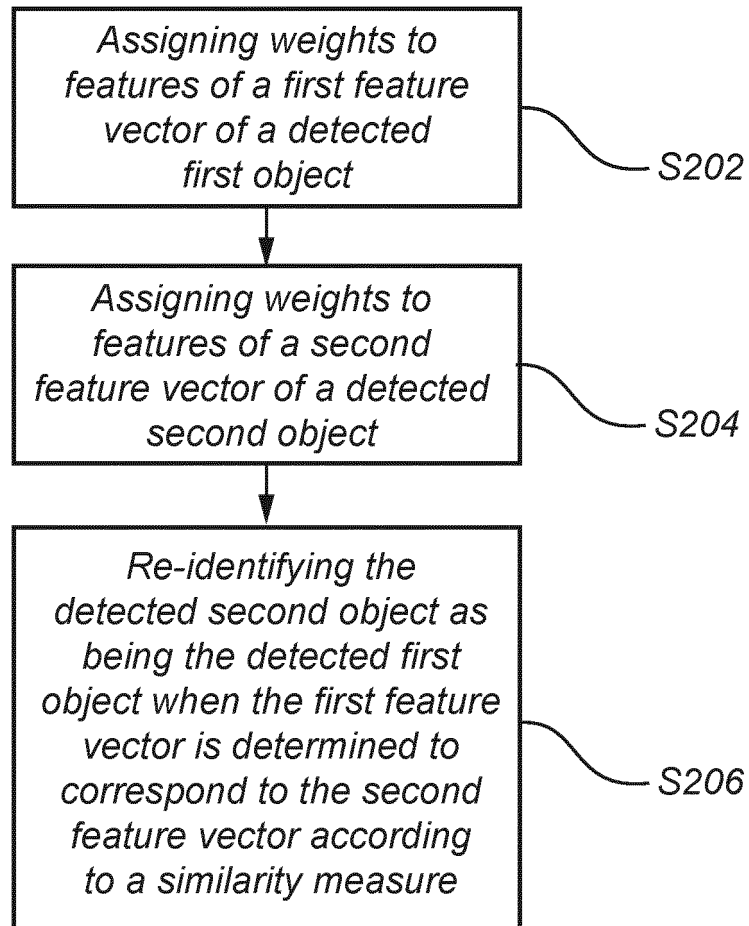 Assigning weights to
features of a first feature
vector of a detected
first object
S202
Assigning weights to
features of a second
feature vector of a detected
second object
S204
Re-identifying the
detected second object as
being the detected first
object when the first feature
vector is determined to
correspond to the second
feature vector according
to a similarity measure
S206